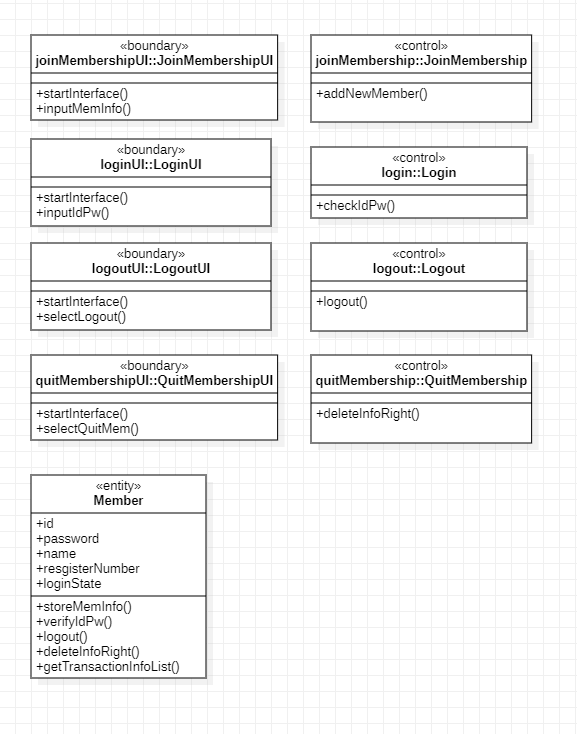 «boundary»
joinMembershipUI::JoinMembershipUI
+startInterface()
+inputMemInfo()
«control»
joinMembership::JoinMembership
+addNewMember()
«boundary»
loginUI::LoginUI
+startInterface()
+inputIdPw()
«control»
login::Login
+checkIdPw()
«boundary»
logoutUI::LogoutUI
+startInterface()
+selectLogout()
«control»
logout::Logout
+logout()
«boundary»
quitMembershipUI::QuitMembershipUI
+startInterface()
+selectQuitMem()
«control»
quitMembership::QuitMembership
+deleteInfoRight()
«entity»
Member
+id
+password
+name
+resgisterNumber
+loginState
+storeMemInfo()
+verifyIdPw()
+logout()
+deleteInfoRight()
+getTransactionInfoList()